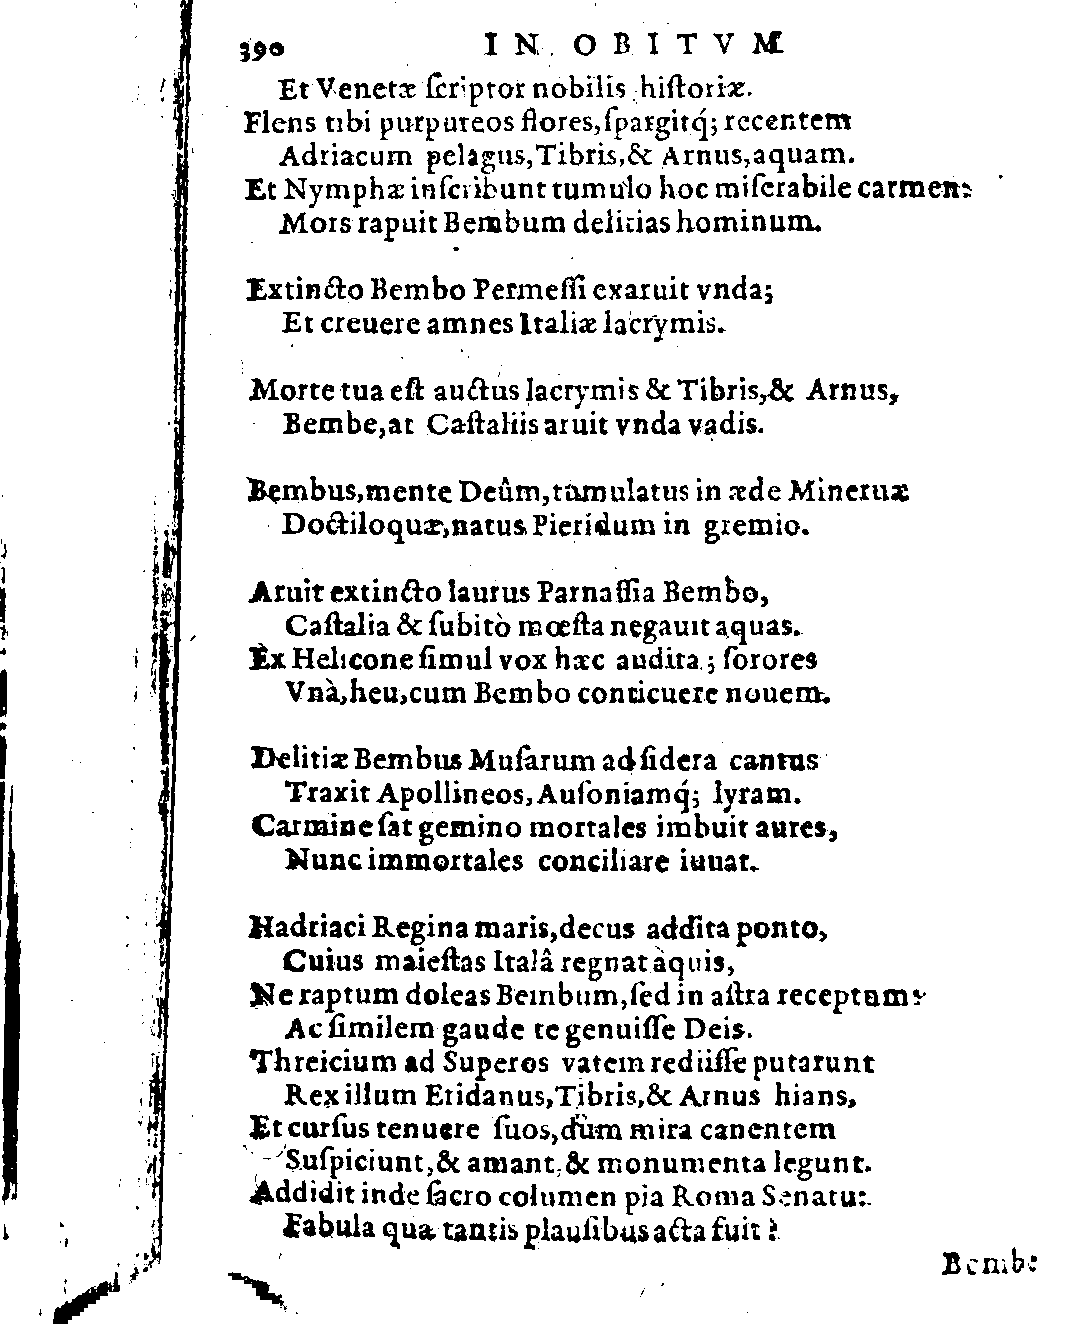 390 IN OBITVM
Et Venetæ ſcriptor nobilis hiſtoriæ.
Flens tibi purpureos flores, ſpargitq́; recentem
Adriacum pelagus, Tibris, & Arnus, aquam.
Et Nymphæ inſcribunt tumulo hoc miſerabile carmen:
Mors rapuit Bembum delitias hominum.
Extincto Bembo Permeſſi exaruit vnda;
Et creuere amnes Italiæ lacrymis.
Morte tua eſt auctus lacrymis & Tibris, & Arnus,
Bembe, at Caſtaliis aruit vnda vadis.
Bembus, mente Deûm, tumulatus in æde Mineruæ
Doctiloquæ, natus Pieridum in gremio.
Aruit extincto laurus Parnaſſia Bembo,
Caſtalia & ſubitò mœſta negauit aquas.
Ex Helicone ſimul vox hæc audita; ſorores
Vnà, heu, cum Bembo conticuere nouem.
Delitiæ Bembus Muſarum ad ſidera cantus
Traxit Apollineos, Auſoniamq́; lyram.
Carmine ſat gemino mortales imbuit aures,
Nunc immortales conciliare iuuat.
Hadriaci Regina maris, decus addita ponto,
Cuius maieſtas Italâ regnat aquis,
Ne raptum doleas Bembum, ſed in aſtra receptum:
Ac ſimilem gaude te genuiſſe Deis.
Threicium ad Superos vatem rediiſſe putarunt
Rex illum Eridanus, Tibris, & Arnus hians,
Et curſus tenuere ſuos, dum mira canentem
Suſpiciunt, & amant, & monumenta legunt.
Addidit inde ſacro columen pia Roma Senatu:
Fabula qua tantis plauſibus acta fuit?
Bembe